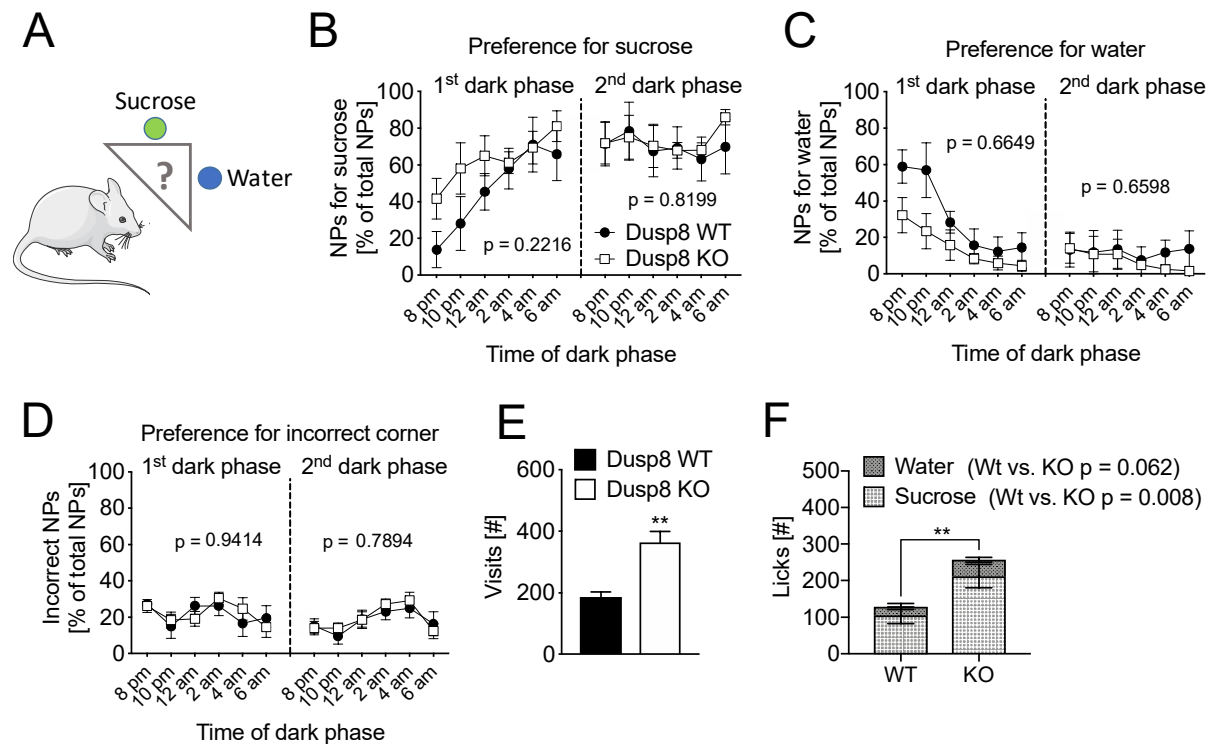 A
Sucrose
?
Water
B
Preference for sucrose
1st dark phase
2nd dark phase
NPs for sucrose
[% of total NPs]
100
80
60
40
20
0
p = 0.2216
p = 0.8199
Dusp8 WT
Dusp8 KO
8 pm
10 pm
12 am
2 am
4 am
6 am
8 pm
10 pm
12 am
2 am
4 am
6 am
Time of dark phase
C
Preference for water
1st dark phase
2nd dark phase
NPs for water
[% of total NPs]
100
80
60
40
20
0
p = 0.6649
p = 0.6598
8 pm
10 pm
12 am
2 am
4 am
6 am
8 pm
10 pm
12 am
2 am
4 am
6 am
Time of dark phase
D
Preference for incorrect corner
1st dark phase
2nd dark phase
Incorrect NPs
[% of total NPs]
100
80
60
40
20
0
p = 0.9414
p = 0.7894
8 pm
10 pm
12 am
2 am
4 am
6 am
8 pm
10 pm
12 am
2 am
4 am
6 am
Time of dark phase
E
Dusp8 WT
Dusp8 KO
Visits [#]
600
400
200
0
**
F
Water (Wt vs. KO p = 0.062)
Sucrose (Wt vs. KO p = 0.008)
Licks [#]
500
400
300
200
100
0
**
WT
KO